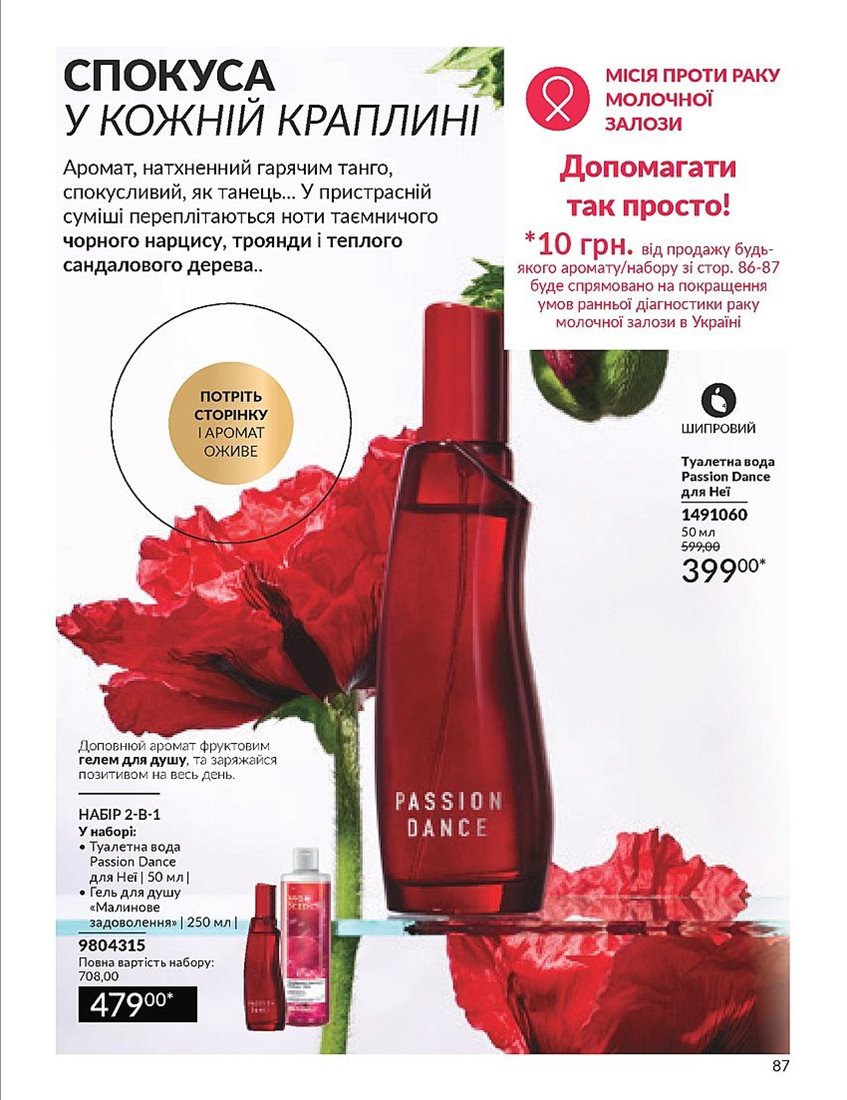 СПОКУСА
У КОЖНІЙ КРАПЛИНІ
Аромат, натхненний гарячим танго,
спокусливий, як танець... У пристрасній
суміші переплітаються ноти таємничого
чорного нарцису, троянди і теплого
сандалового дерева..
МІСІЯ ПРОТИ РАКУ
МОЛОЧНОЇ
ЗАЛОЗИ
Допомагати
так просто!
*10 грн. від продажу будь-
якого аромату/набору зі стор. 86-87
буде спрямовано на покращення
умов ранньої діагностики раку
молочної залози в Україні
ПОТРІТЬ
СТОРІНКУ
І АРОМАТ
ОЖИВЕ
ШИПРОВИЙ
Туалетна вода
Passion Dance
для Неї
1491060
50 мл
599,00
39900*
PASSION
DANCE
Доповнюй аромат фруктовим
гелем для душу, та заряжайся
позитивом на весь день.
НАБІР 2-В-1
У наборі:
• Туалетна вода
Passion Dance
для Неї | 50 мл |
• Гель для душу
«Малинове
задоволення» | 250 мл |
9804315
Повна вартість набору:
708,00
47900*
PASSION
DANCE
87